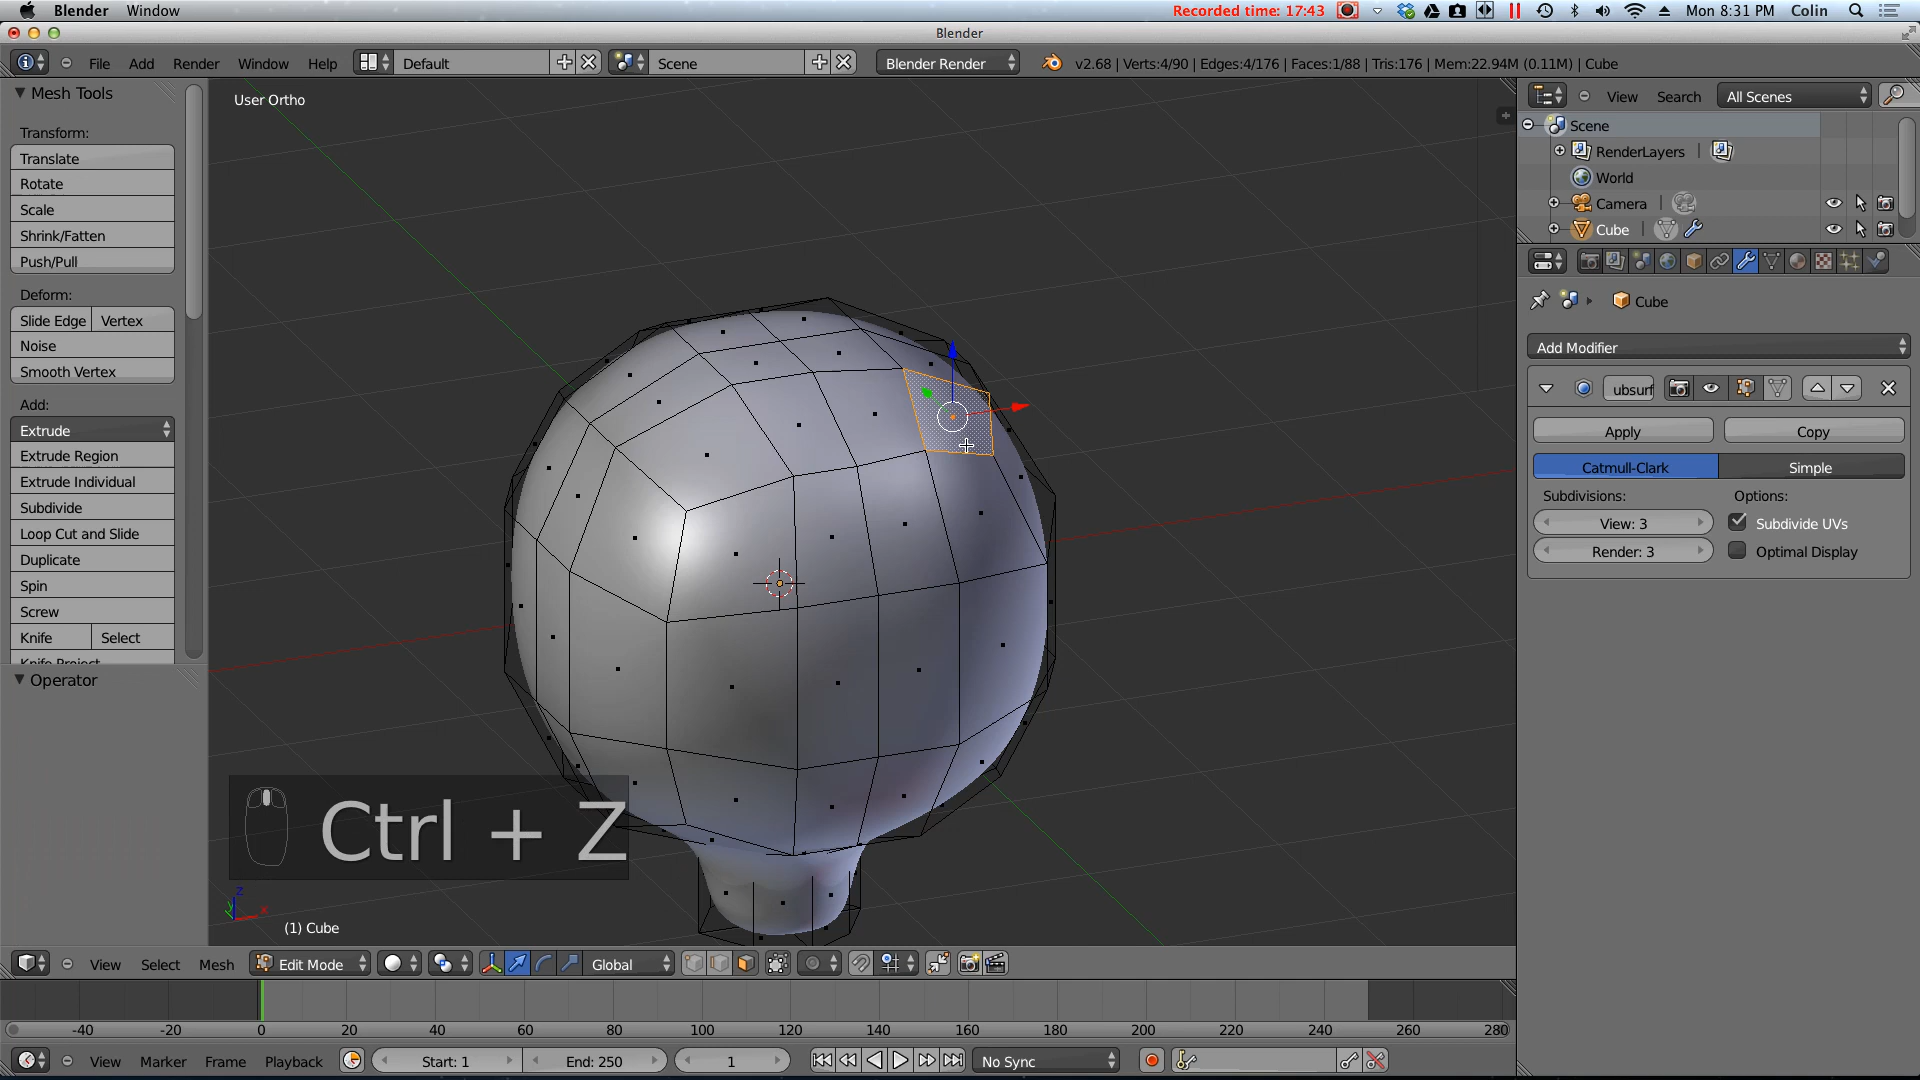 Blender Window Recorded time: 17:43 Mon 8:31 PM Colin
Blender
File Add Render Window Help Default Scene Blender Render v2.68 | Verts:4/90 | Edges:4/176 | Faces:1/88 | Tris:176 | Mem:22.94M (0.11M) | Cube
Mesh Tools
Transform:
Translate
Rotate
Scale
Shrink/Fatten
Push/Pull
Deform:
Slide Edge Vertex
Noise
Smooth Vertex
Add:
Extrude
Extrude Region
Extrude Individual
Subdivide
Loop Cut and Slide
Duplicate
Spin
Screw
Knife Select
Knife Project
Operator
User Ortho
Ctrl + Z
z
y x
(1) Cube
View Search All Scenes
Scene
RenderLayers |
World
Camera |
Cube |
Cube
Add Modifier
ubsurf
Apply Copy
Catmull-Clark Simple
Subdivisions: Options:
View: 3 Subdivide UVs
Render: 3 Optimal Display
View Select Mesh Edit Mode Global
-40 -20 0 20 40 60 80 100 120 140 160 180 200 220 240 260 280
View Marker Frame Playback Start: 1 End: 250 1 No Sync